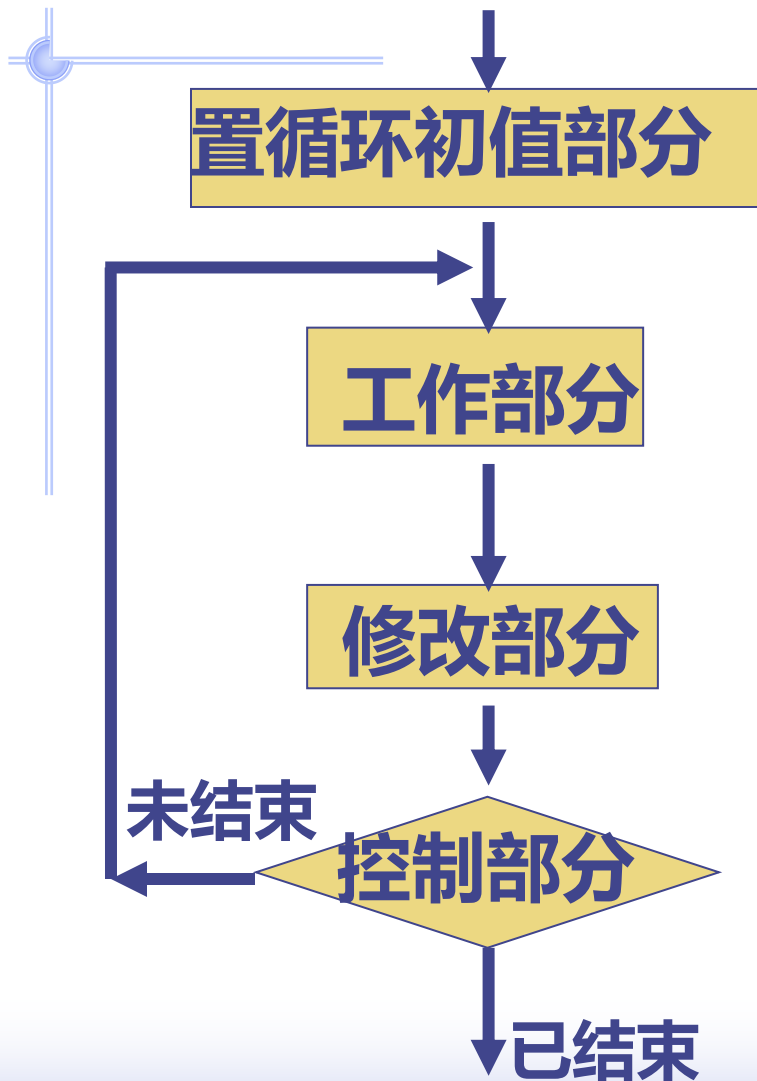 置循环初值部分
工作部分
修改部分
未结束
控制部分
已结束